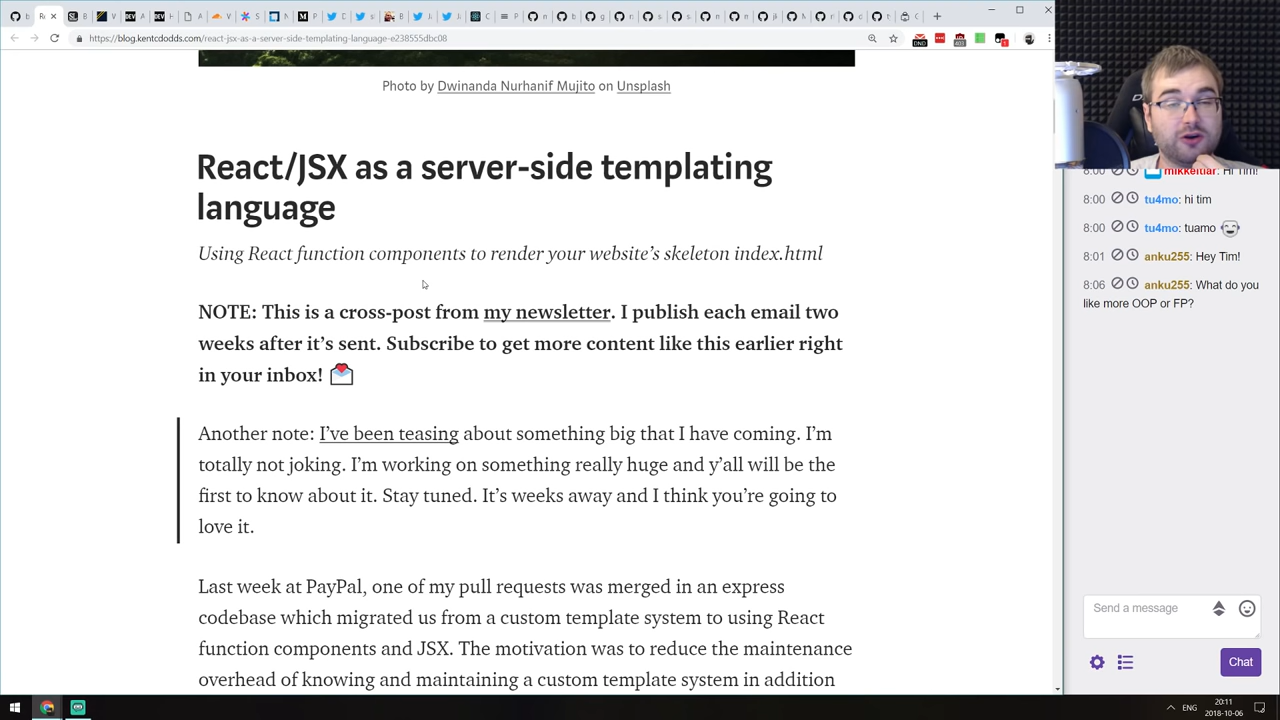 https://blog.kentcdodds.com/react-jsx-as-a-server-side-templating-language-e238555dbc08
Photo by Dwinanda Nurhanif Mujito on Unsplash
React/JSX as a server-side templating
language
Using React function components to render your website's skeleton index.html
NOTE: This is a cross-post from my newsletter. I publish each email two
weeks after it's sent. Subscribe to get more content like this earlier right
in your inbox!
Another note: I've been teasing about something big that I have coming. I'm
totally not joking. I'm working on something really huge and y'all will be the
first to know about it. Stay tuned. It's weeks away and I think you're going to
love it.
Last week at PayPal, one of my pull requests was merged in an express
codebase which migrated us from a custom template system to using React
function components and JSX. The motivation was to reduce the maintenance
overhead of knowing and maintaining a custom template system in addition
8:00 mikkeltiar: Hi Tim!
8:00 tu4mo: hi tim
8:00 tu4mo: tuamo
8:01 anku255: Hey Tim!
8:06 anku255: What do you
like more OOP or FP?
Send a message
Chat
ENG
20:11
2018-10-06